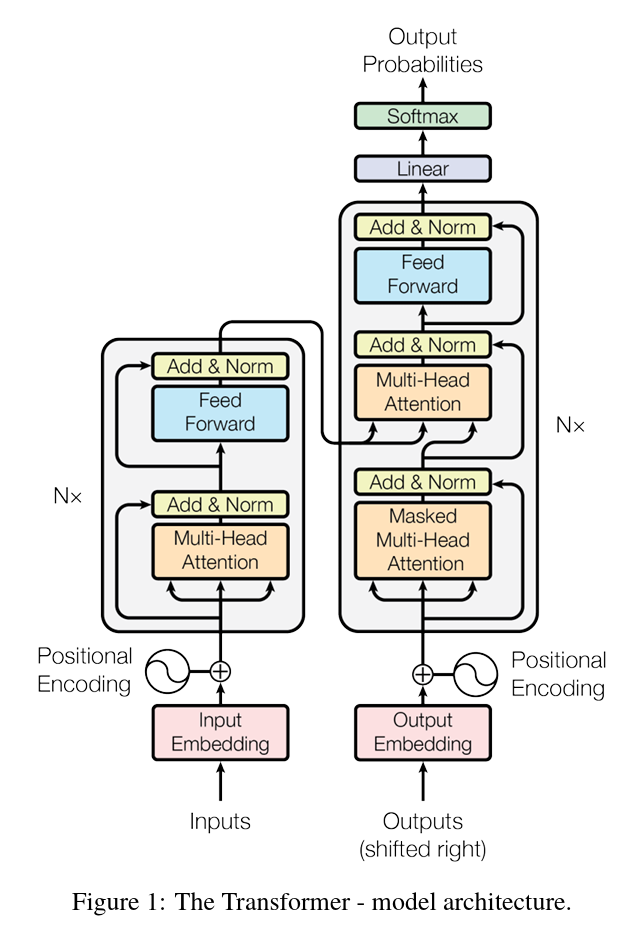 Output
Probabilities
Softmax
Linear
Add & Norm
Feed
Forward
Add & Norm
Multi-Head
Attention
Add & Norm
Masked
Multi-Head
Attention
N×
Add & Norm
Feed
Forward
Add & Norm
Multi-Head
Attention
N×
Positional
Encoding
Positional
Encoding
Input
Embedding
Output
Embedding
Inputs
Outputs
(shifted right)
Figure 1: The Transformer - model architecture.